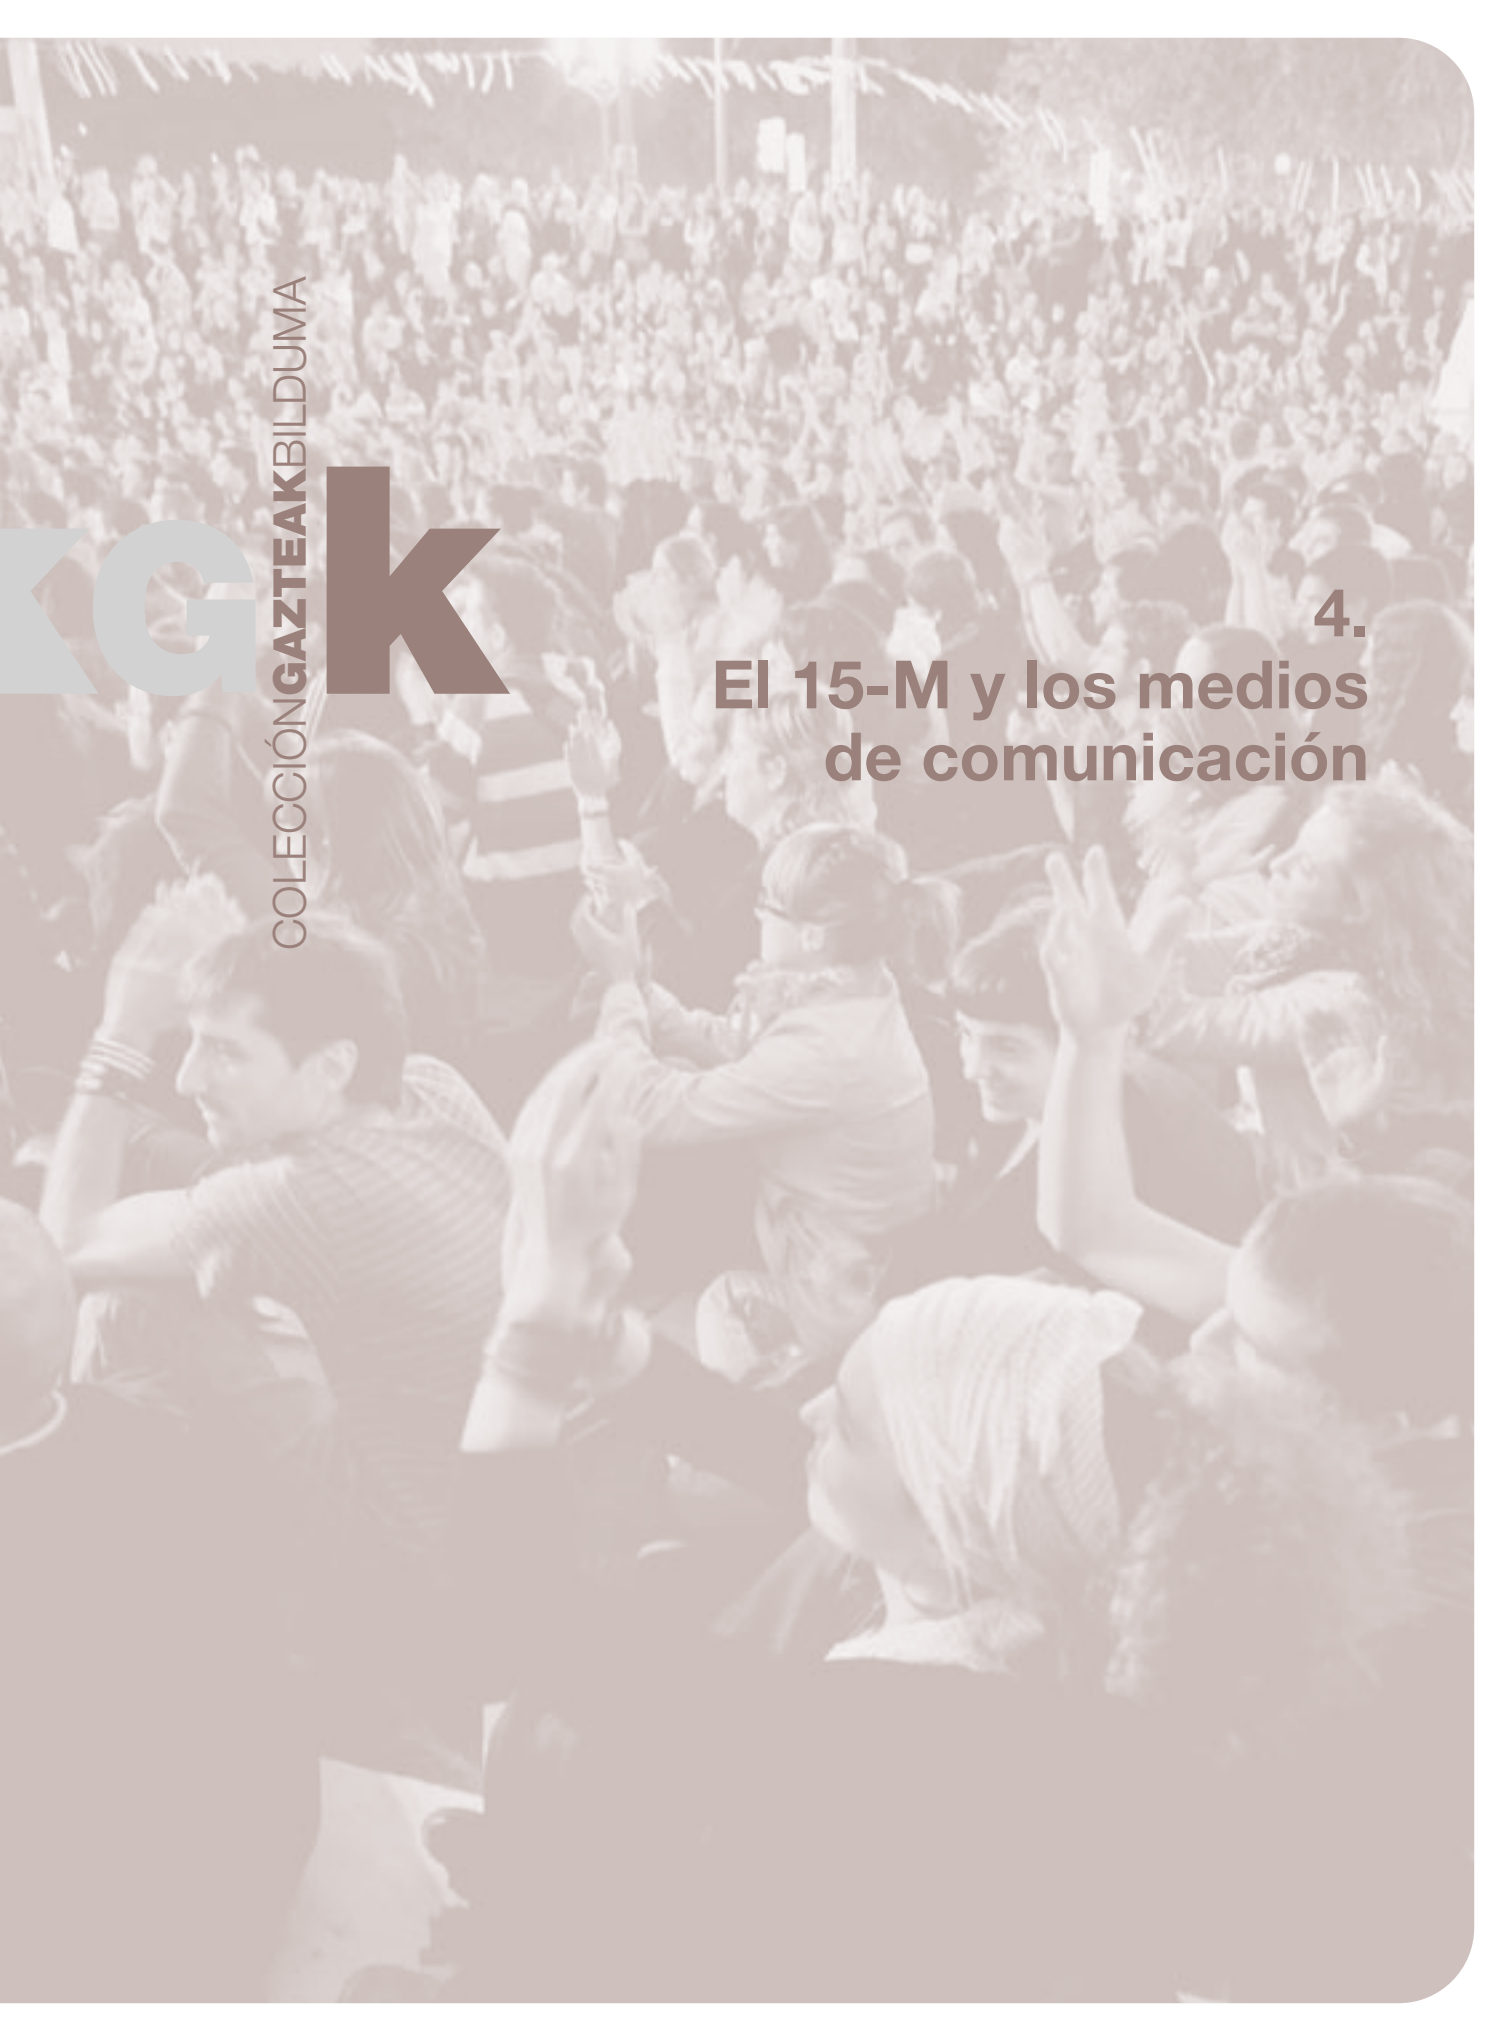 COLECCIÓNGAZTEAKBILDUMA
KGk
4.
El 15-M y los medios
de comunicación